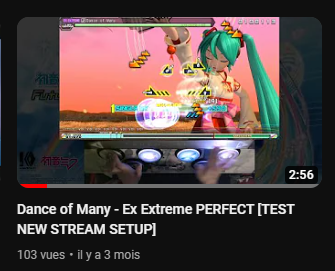 Dance of Many
2:56
Dance of Many - Ex Extreme PERFECT [TEST
NEW STREAM SETUP]
103 vues • il y a 3 mois